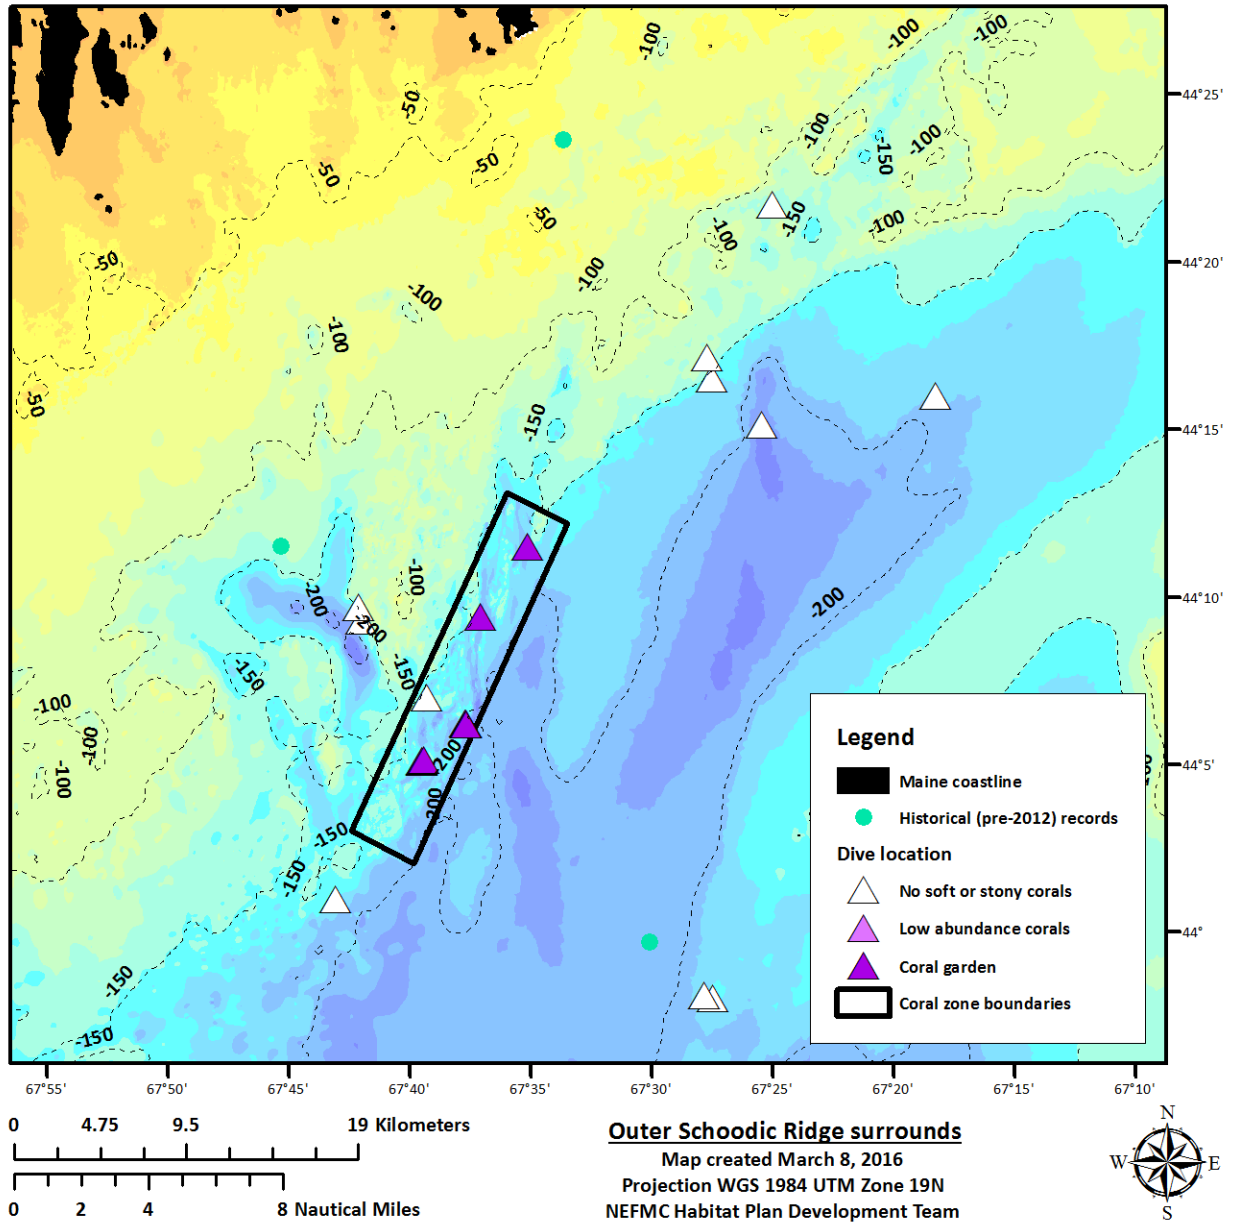 -100
-100
-100
-50
-100
-100
-150
-50
-50
-50
-150
-100
-100
-50
-100
-100
-100
-50
-150
-100
-200
-200
-200
-150
-150
-100
-100
-100
-200
-200
-150
-150
-150
-150
44°25'
44°20'
44°15'
44°10'
44°5'
44°
Legend
Maine coastline
Historical (pre-2012) records
Dive location
No soft or stony corals
Low abundance corals
Coral garden
Coral zone boundaries
67°55'
67°50'
67°45'
67°40'
67°35'
67°30'
67°25'
67°20'
67°15'
67°10'
0 4.75 9.5 19 Kilometers
0 2 4 8 Nautical Miles
Outer Schoodic Ridge surrounds
Map created March 8, 2016
Projection WGS 1984 UTM Zone 19N
NEFMC Habitat Plan Development Team
N
W E
S